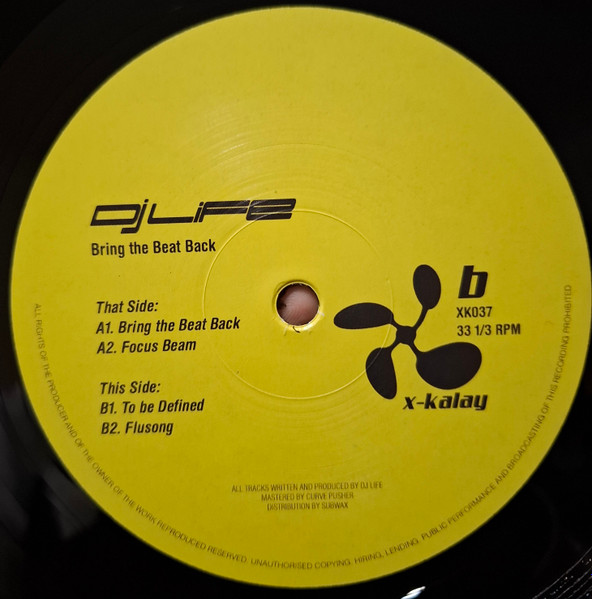 Dj LiFe
Bring the Beat Back
That Side:
A1. Bring the Beat Back
A2. Focus Beam
This Side:
B1. To be Defined
B2. Flusong
b
XK037
33 1/3 RPM
x-kalay
ALL TRACKS WRITTEN AND PRODUCED BY DJ LIFE
MASTERED BY CURVE PUSHER
DISTRIBUTION BY SUBWAX
ALL RIGHTS OF THE PRODUCER AND OF THE OWNER OF THE WORK REPRODUCED RESERVED. UNAUTHORISED COPYING, HIRING, LENDING, PUBLIC PERFORMANCE AND BROADCASTING OF THIS RECORDING PROHIBITED